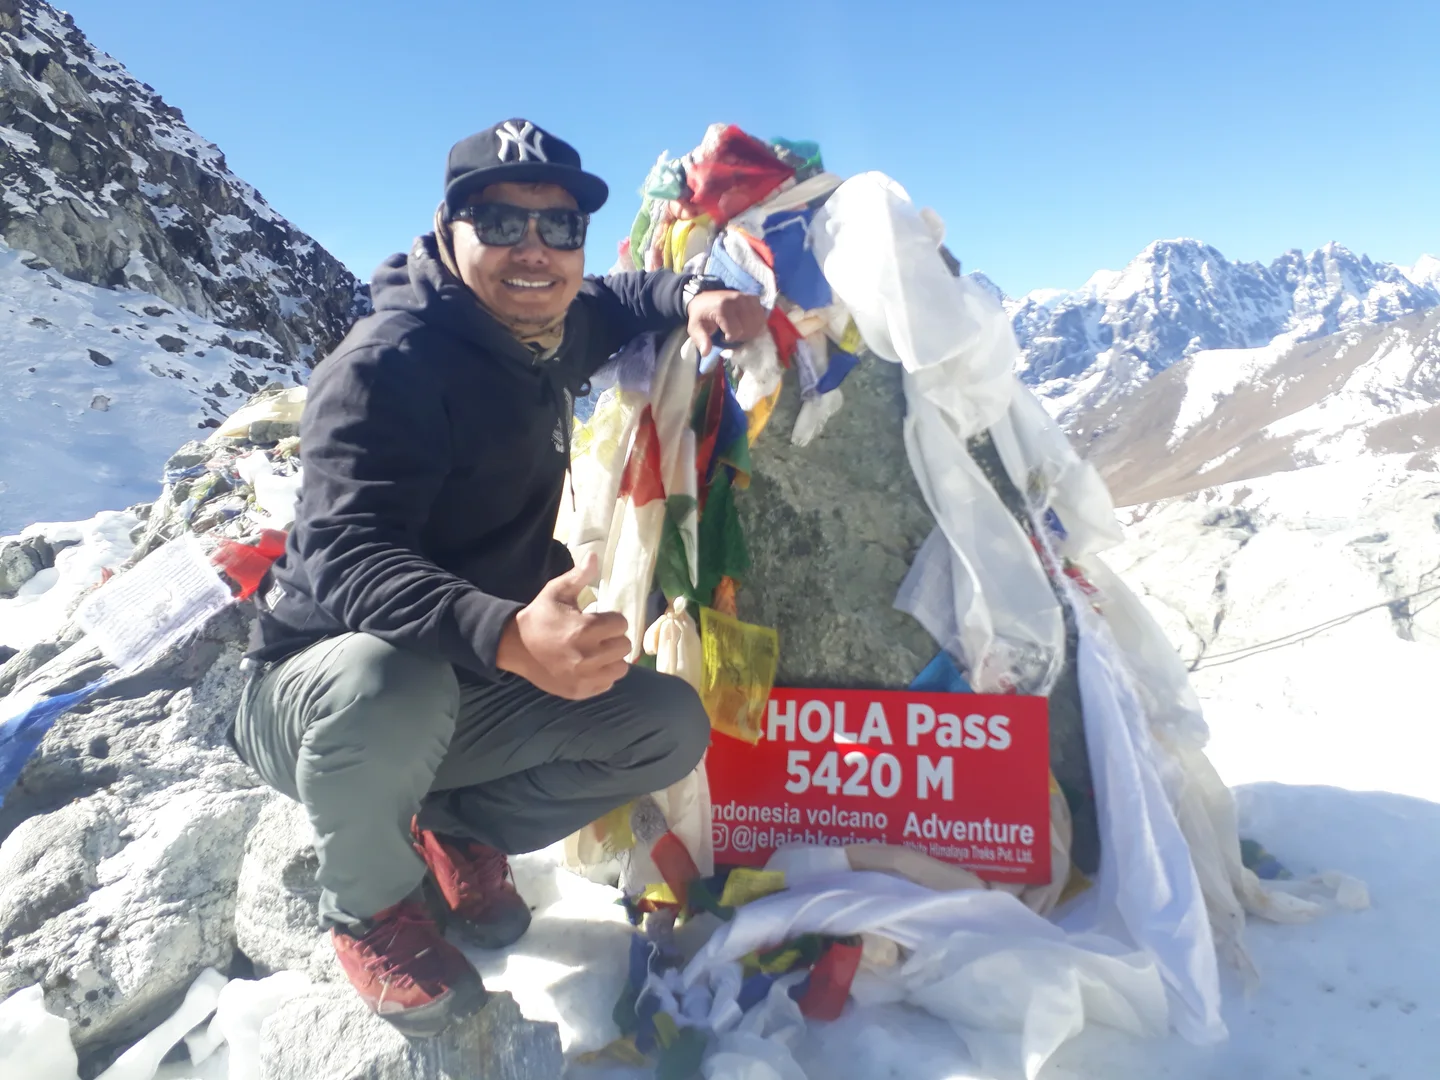 NY
HOLA Pass
5420 M
ndonesia volcano
@jelajahkerinci
Adventure
White Himalaya Treks Pvt. Ltd.